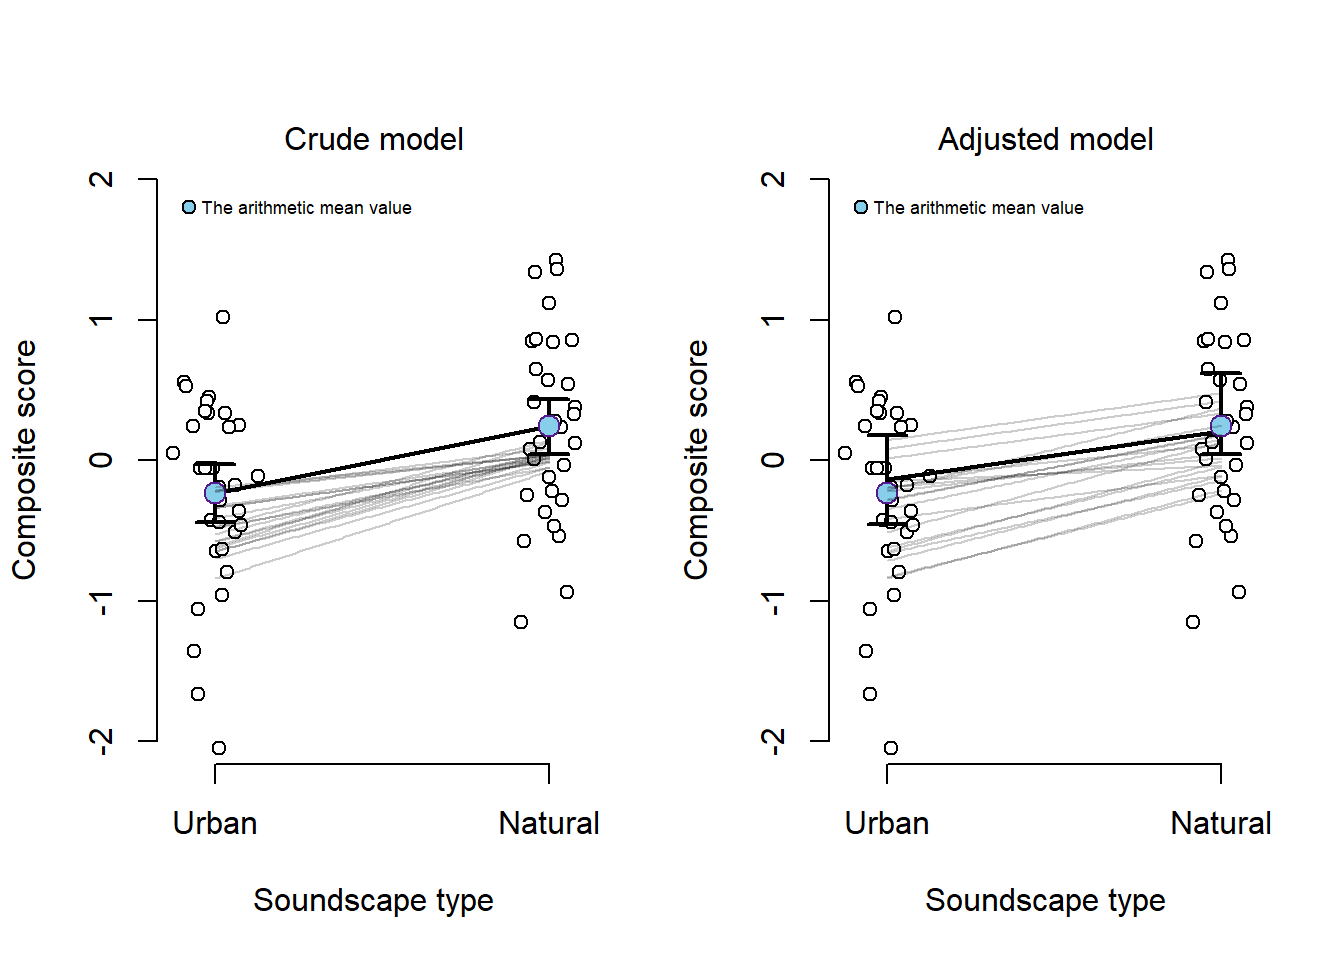 Crude model
2
1
0
-1
-2
Composite score
The arithmetic mean value
Urban
Natural
Soundscape type
Adjusted model
2
1
0
-1
-2
Composite score
The arithmetic mean value
Urban
Natural
Soundscape type